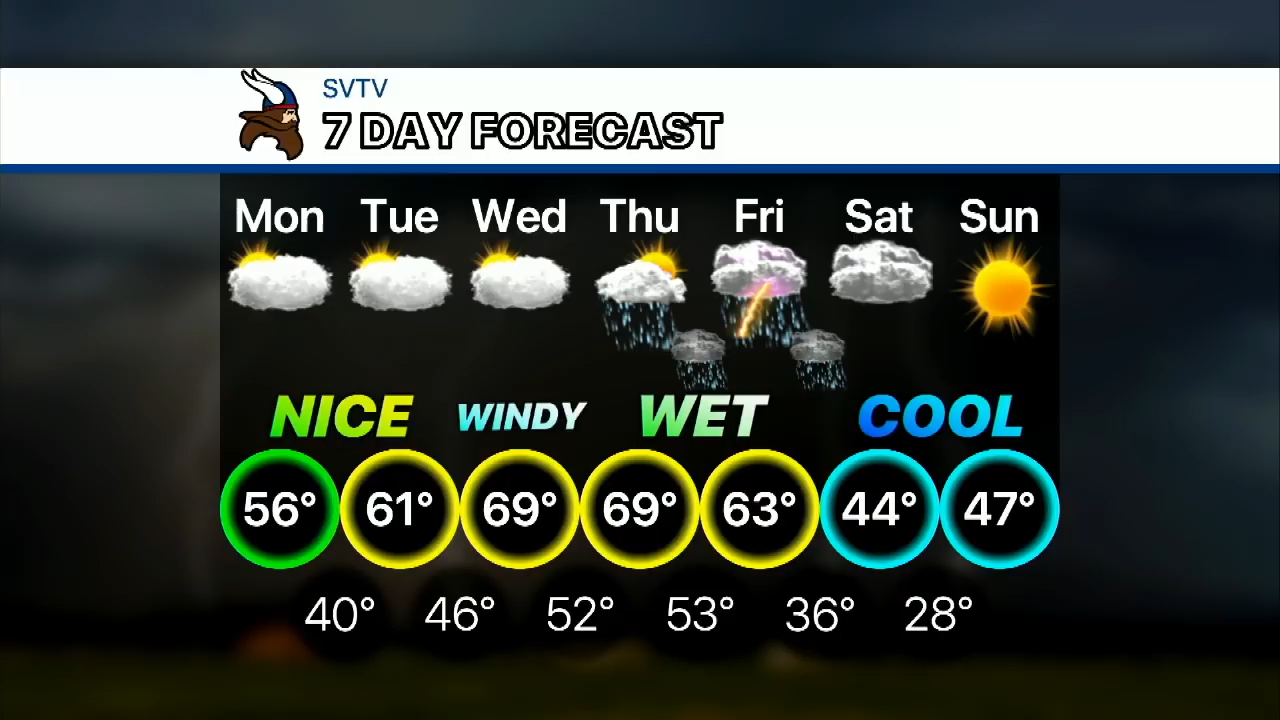 SVTV
7 DAY FORECAST
Mon Tue Wed Thu Fri Sat Sun
NICE WINDY WET COOL
56° 61° 69° 69° 63° 44° 47°
40° 46° 52° 53° 36° 28°